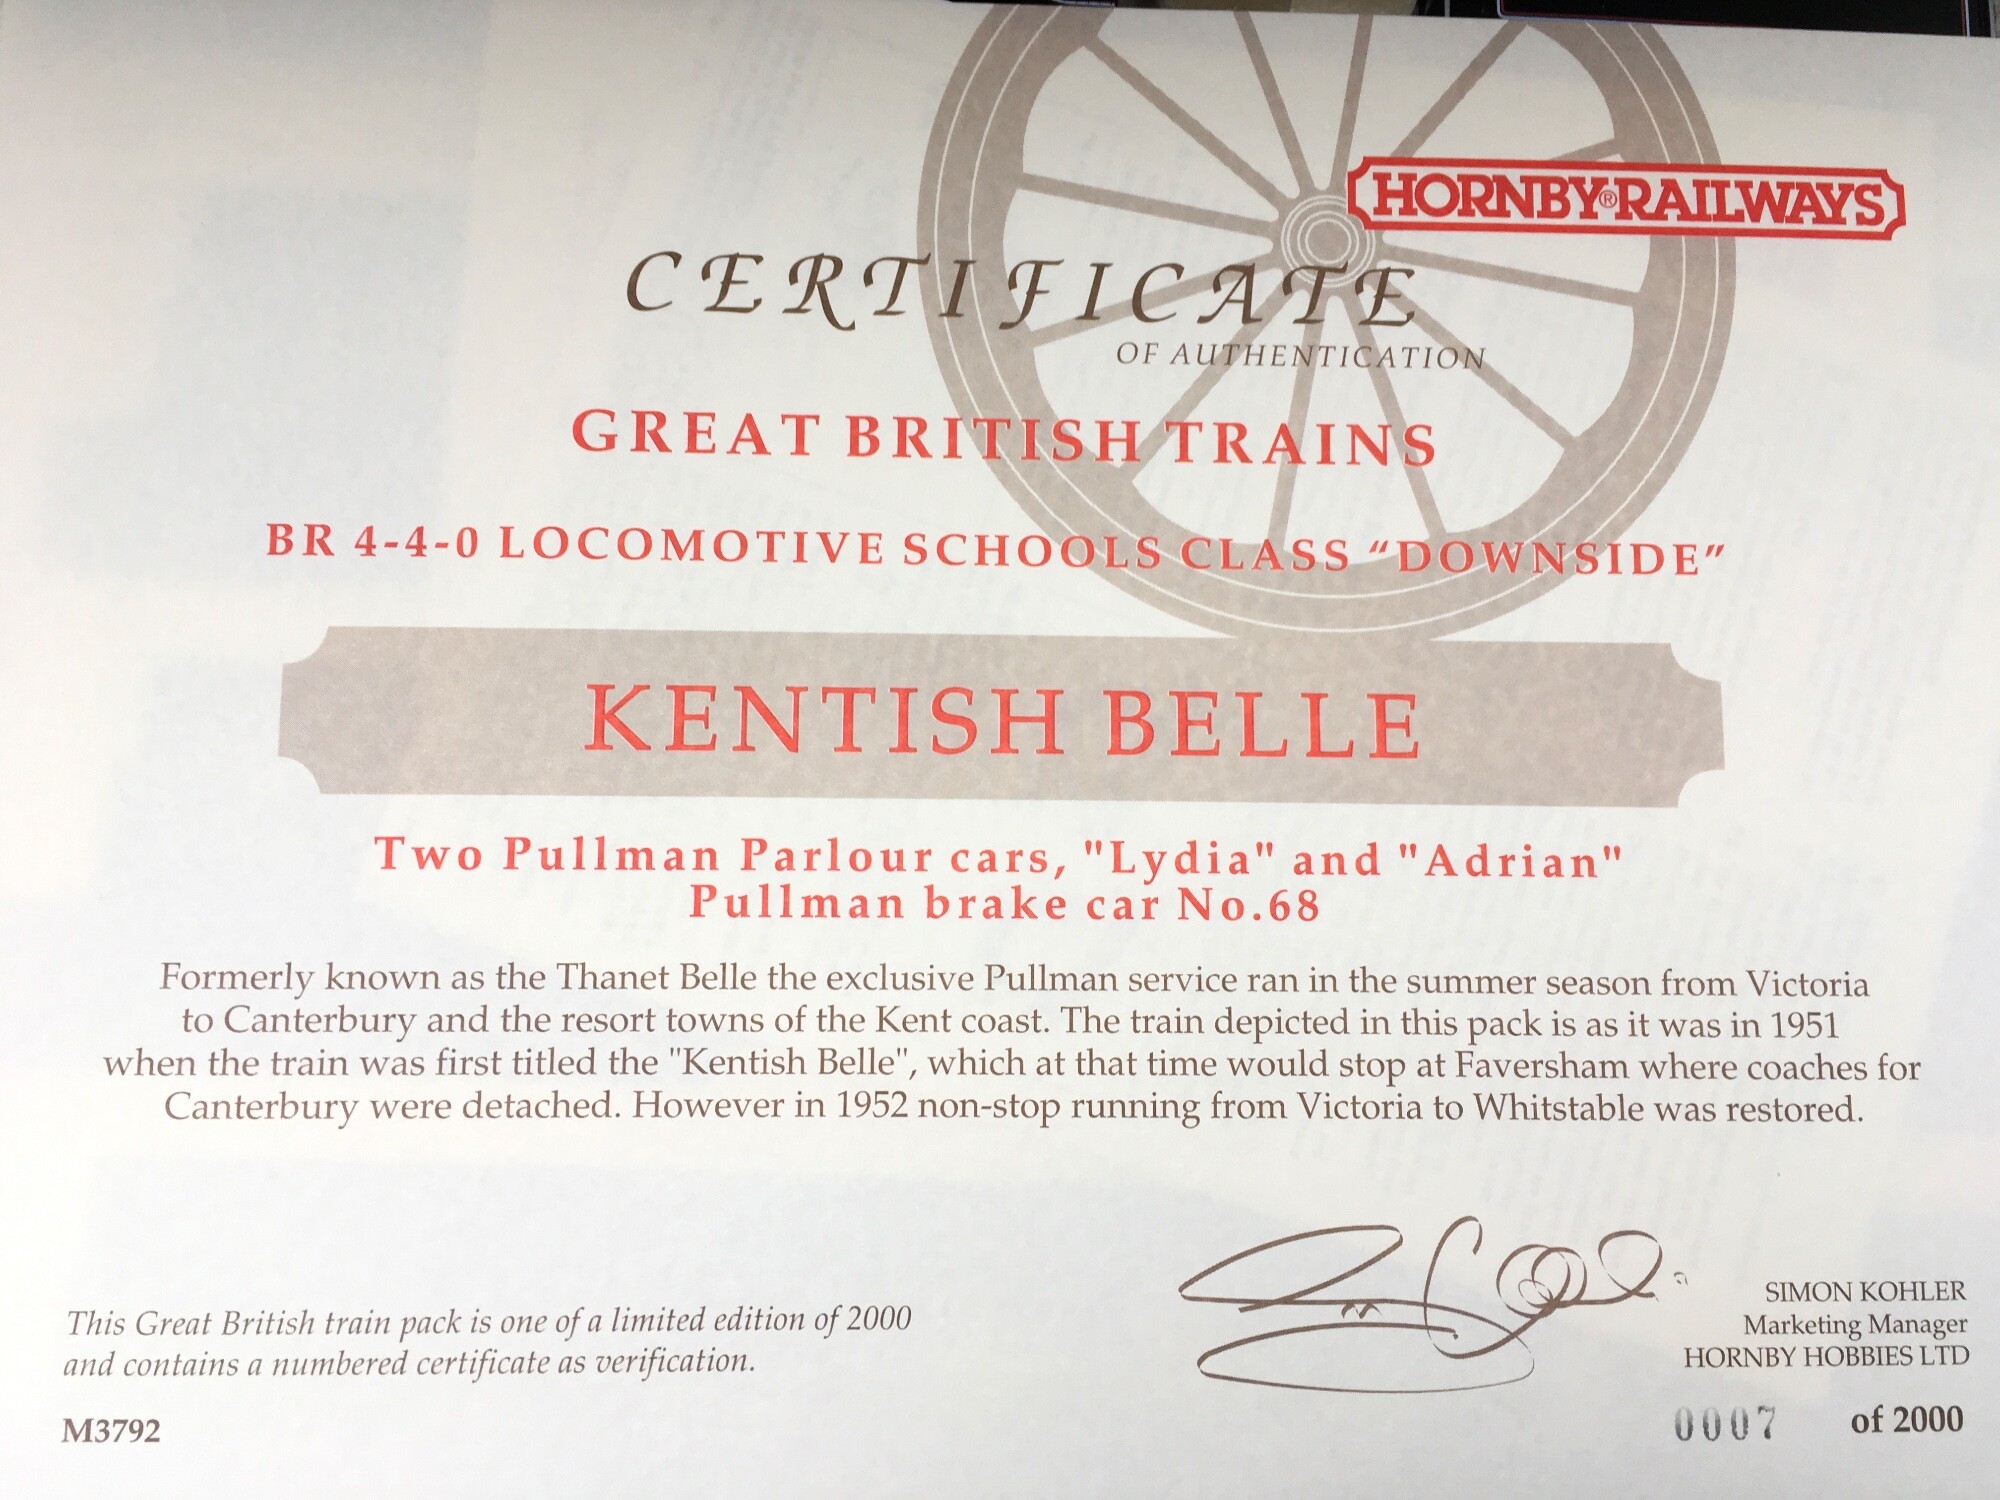 HORNBY®RAILWAYS
CERTIFICATE
OF AUTHENTICATION
GREAT BRITISH TRAINS
BR 4-4-0 LOCOMOTIVE SCHOOLS CLASS “DOWNSIDE”
KENTISH BELLE
Two Pullman Parlour cars, "Lydia" and "Adrian"
Pullman brake car No.68
Formerly known as the Thanet Belle the exclusive Pullman service ran in the summer season from Victoria
to Canterbury and the resort towns of the Kent coast. The train depicted in this pack is as it was in 1951
when the train was first titled the "Kentish Belle", which at that time would stop at Faversham where coaches for
Canterbury were detached. However in 1952 non-stop running from Victoria to Whitstable was restored.
This Great British train pack is one of a limited edition of 2000
and contains a numbered certificate as verification.
M3792
SIMON KOHLER
Marketing Manager
HORNBY HOBBIES LTD
0007 of 2000